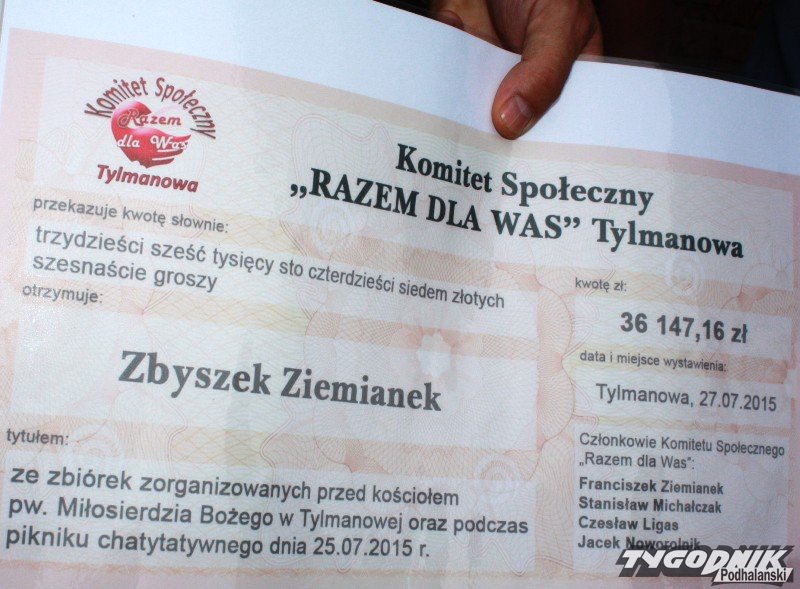 Komitet Społeczny
Razem
dla Was
Tylmanowa
Komitet Społeczny
„RAZEM DLA WAS” Tylmanowa
przekazuje kwotę słownie:
trzydzieści sześć tysięcy sto czterdzieści siedem złotych
szesnaście groszy
otrzymuje:
Zbyszek Ziemianek
tytułem:
ze zbiórek zorganizowanych przed kościołem
pw. Miłosierdzia Bożego w Tylmanowej oraz podczas
pikniku chatytatywnego dnia 25.07.2015 r.
kwotę zł:
36 147,16 zł
data i miejsce wystawienia:
Tylmanowa, 27.07.2015
Członkowie Komitetu Społecznego
„Razem dla Was”:
Franciszek Ziemianek
Stanisław Michałczak
Czesław Ligas
Jacek Noworolnik
TYGODNIK
Podhalański